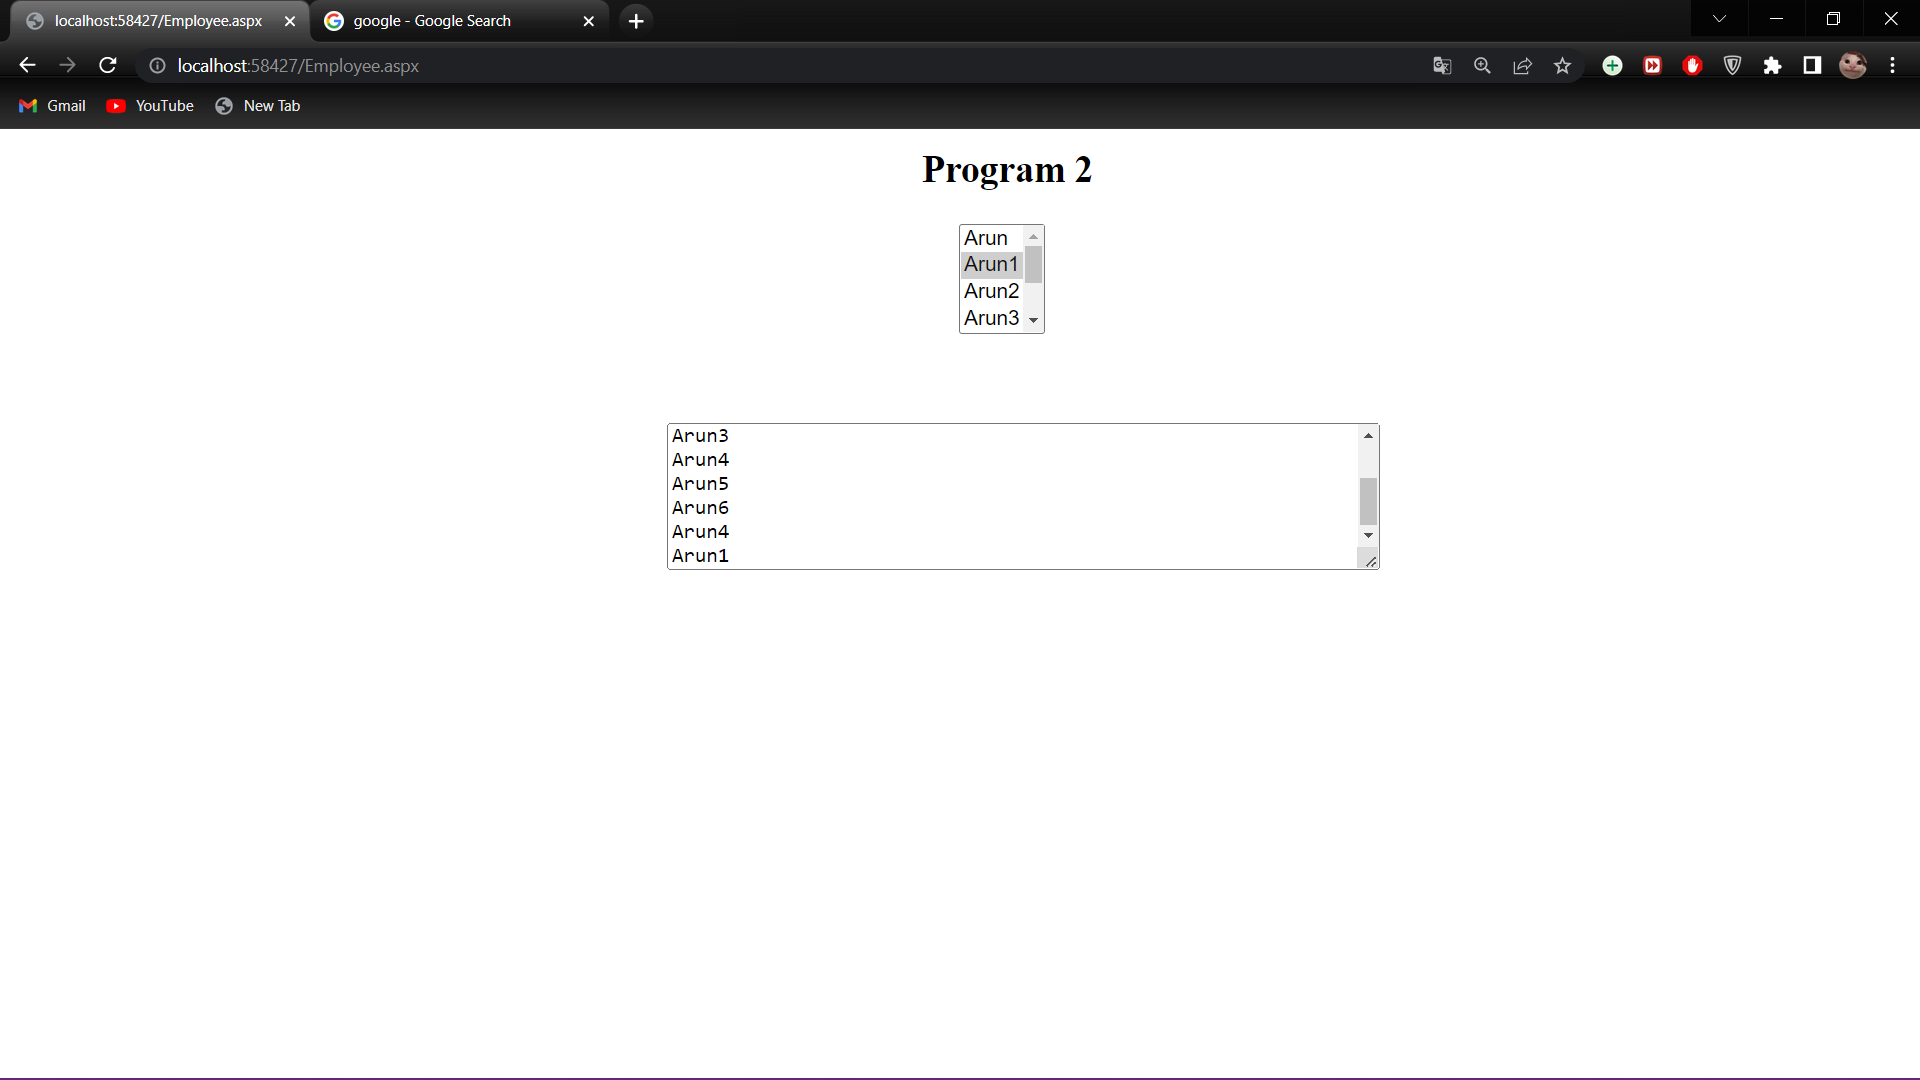 localhost:58427/Employee.aspx
google - Google Search
localhost:58427/Employee.aspx
Gmail
YouTube
New Tab
Program 2
Arun
Arun1
Arun2
Arun3
Arun3
Arun4
Arun5
Arun6
Arun4
Arun1